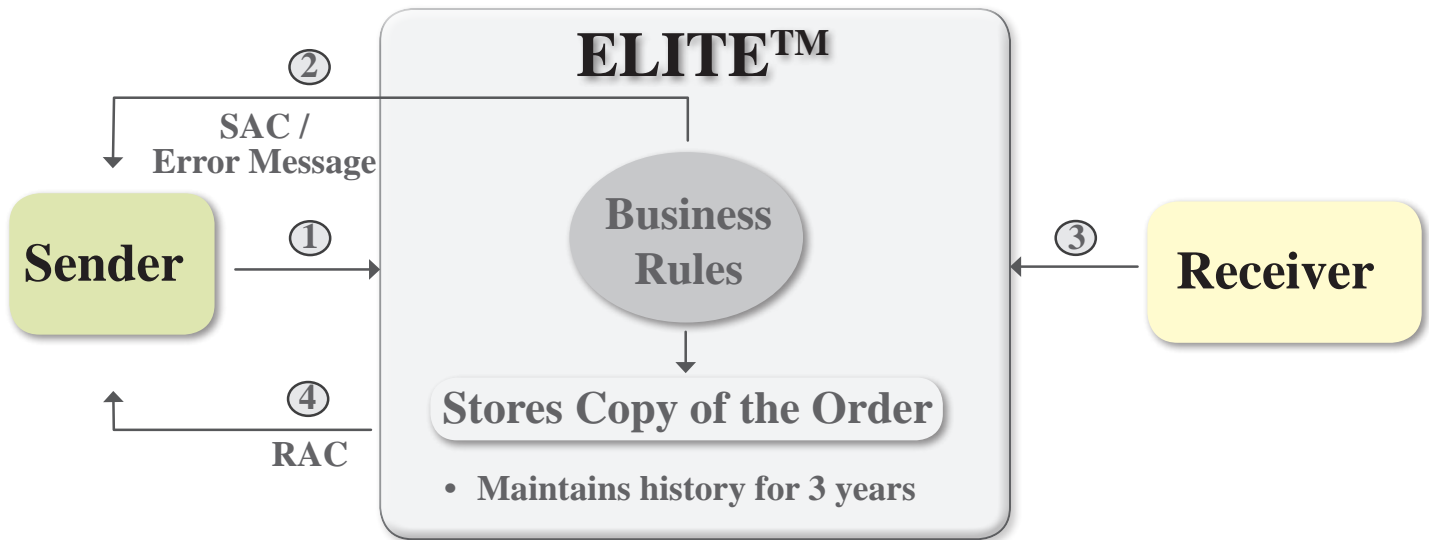 ELITE™
2
SAC /
Error Message
Sender
1
Business
Rules
3
Receiver
4
RAC
Stores Copy of the Order
• Maintains history for 3 years